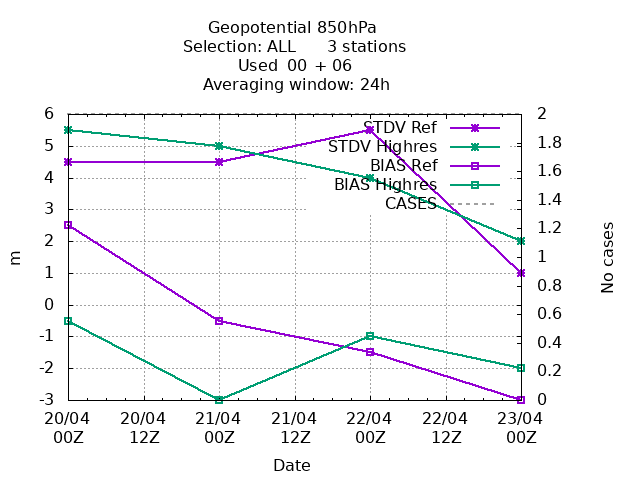 Geopotential 850hPa
Selection: ALL 3 stations
Used 00 + 06
Averaging window: 24h
6
5
4
3
2
1
0
-1
-2
-3
m
2
1.8
1.6
1.4
1.2
1
0.8
0.6
0.4
0.2
0
No cases
STDV Ref
STDV Highres
BIAS Ref
BIAS Highres
CASES
20/04 20/04 21/04 21/04 22/04 22/04 23/04
00Z 12Z 00Z 12Z 00Z 12Z 00Z
Date